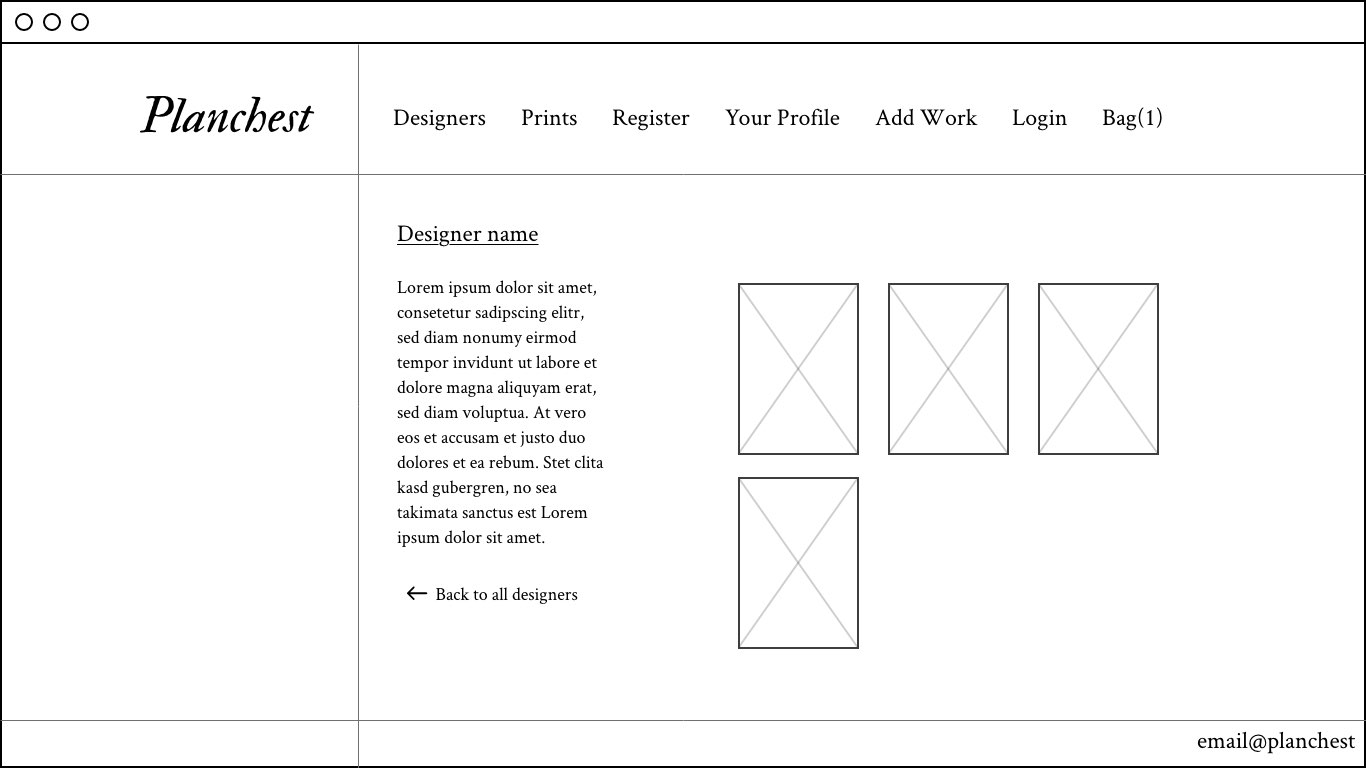 Planchest
Designers Prints Register Your Profile Add Work Login Bag(1)
Designer name
Lorem ipsum dolor sit amet,
consetetur sadipscing elitr,
sed diam nonumy eirmod
tempor invidunt ut labore et
dolore magna aliquyam erat,
sed diam voluptua. At vero
eos et accusam et justo duo
dolores et ea rebum. Stet clita
kasd gubergren, no sea
takimata sanctus est Lorem
ipsum dolor sit amet.
← Back to all designers
email@planchest